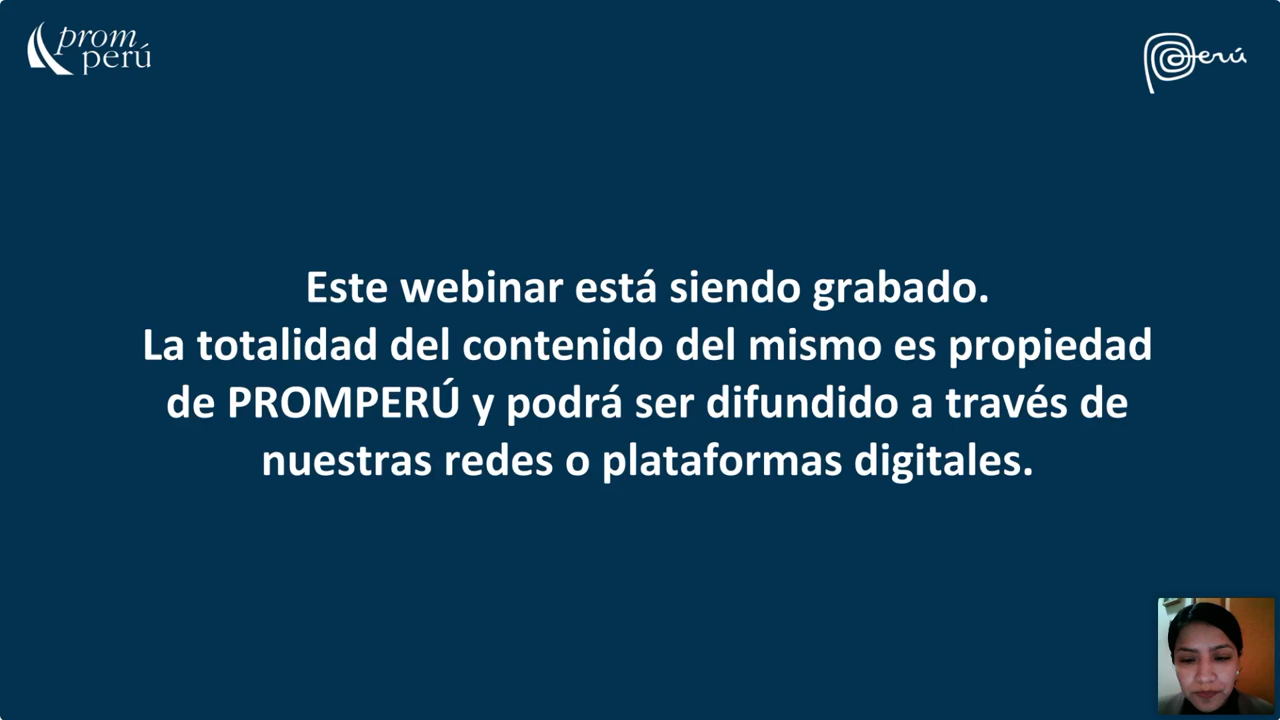 prom
perú
Perú
Este webinar está siendo grabado.
La totalidad del contenido del mismo es propiedad
de PROMPERÚ y podrá ser difundido a través de
nuestras redes o plataformas digitales.